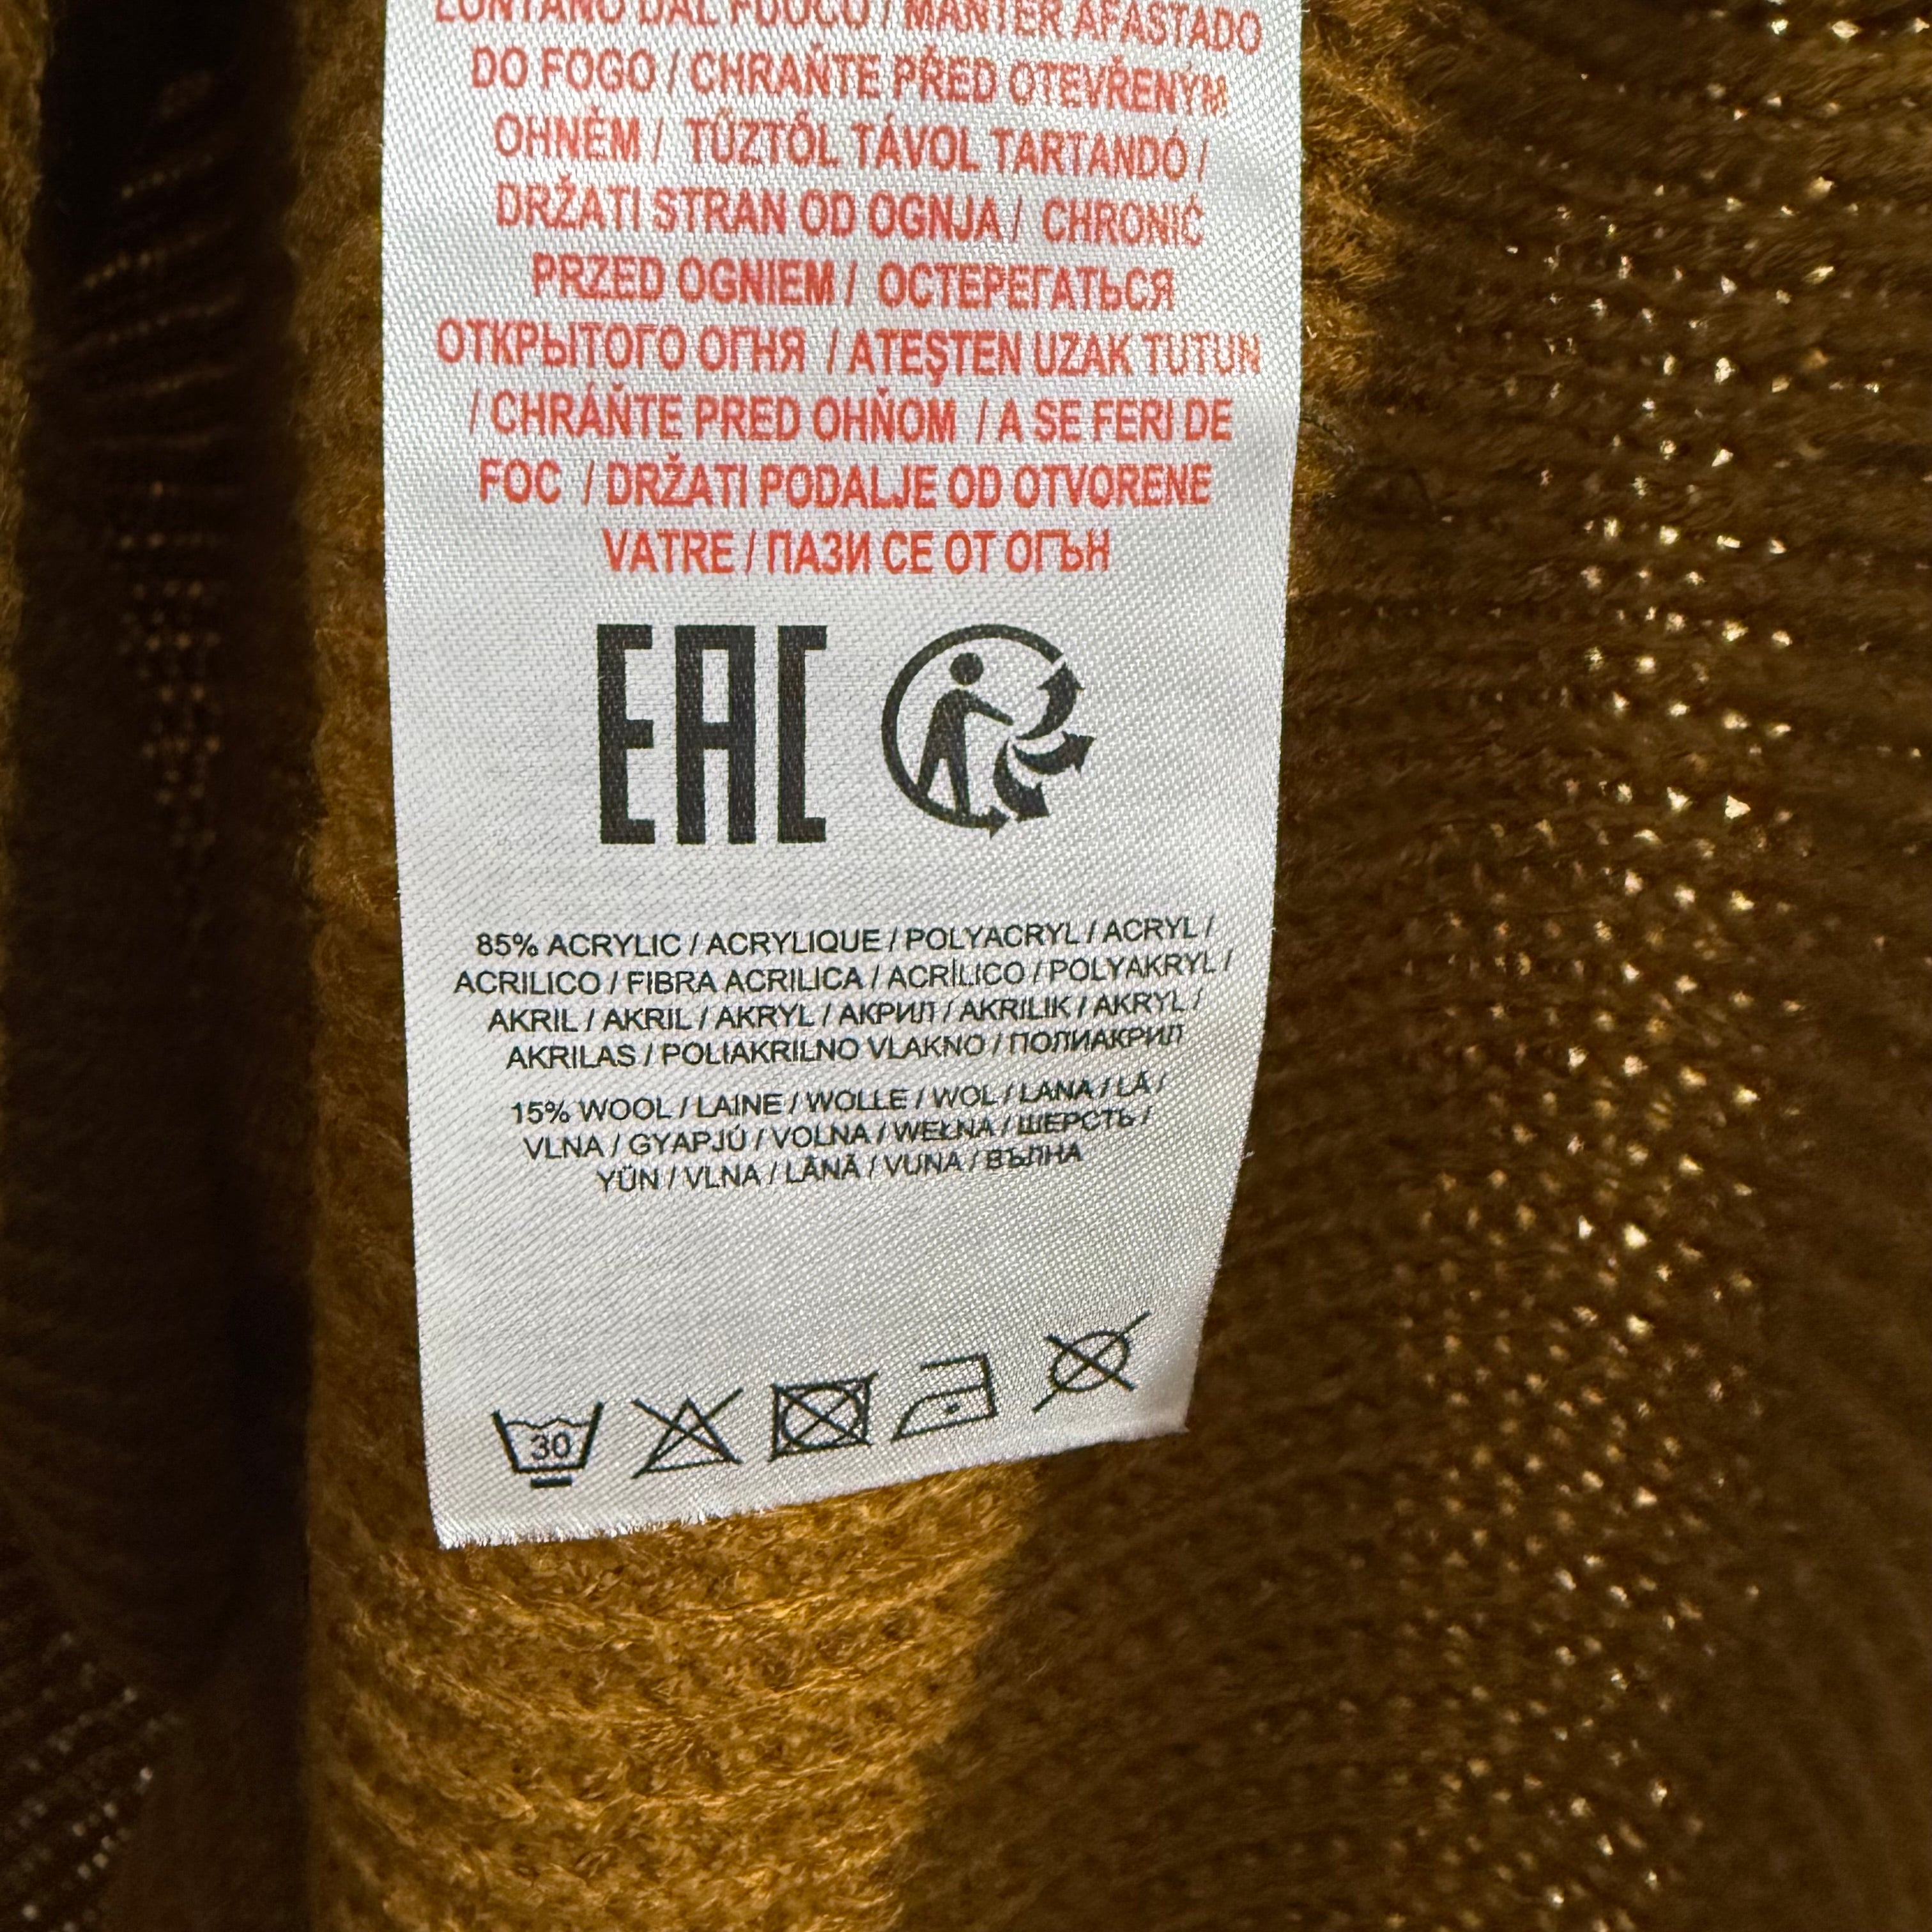 LONTANO DAL FUOCO / MANTER AFASTADO
DO FOGO / CHRAŇTE PŘED OTEVŘENÝM
OHNĚM / TŰZTŐL TÁVOL TARTANDÓ /
DRŽATI STRAN OD OGNJA / CHRONIĆ
PRZED OGNIEM / ОСТЕРЕГАТЬСЯ
ОТКРЫТОГО ОГНЯ / ATEŞTEN UZAK TUTUN
/ CHRÁŇTE PRED OHŇOM / A SE FERI DE
FOC / DRŽATI PODALJE OD OTVORENE
VATRE / ПАЗИ СЕ ОТ ОГЪН
EAC
85% ACRYLIC / ACRYLIQUE / POLYACRYL / ACRYL /
ACRILICO / FIBRA ACRILICA / ACRÍLICO / POLYAKRYL /
AKRIL / AKRIL / AKRYL / АКРИЛ / AKRILIK / AKRYL /
AKRILAS / POLIAKRILNO VLAKNO / ПОЛИАКРИЛ
15% WOOL / LAINE / WOLLE / WOL / LANA / LÃ /
VLNA / GYAPJÚ / VOLNA / WEŁNA / ШЕРСТЬ /
YÜN / VLNA / LÂNĂ / VUNA / ВЪЛНА
30